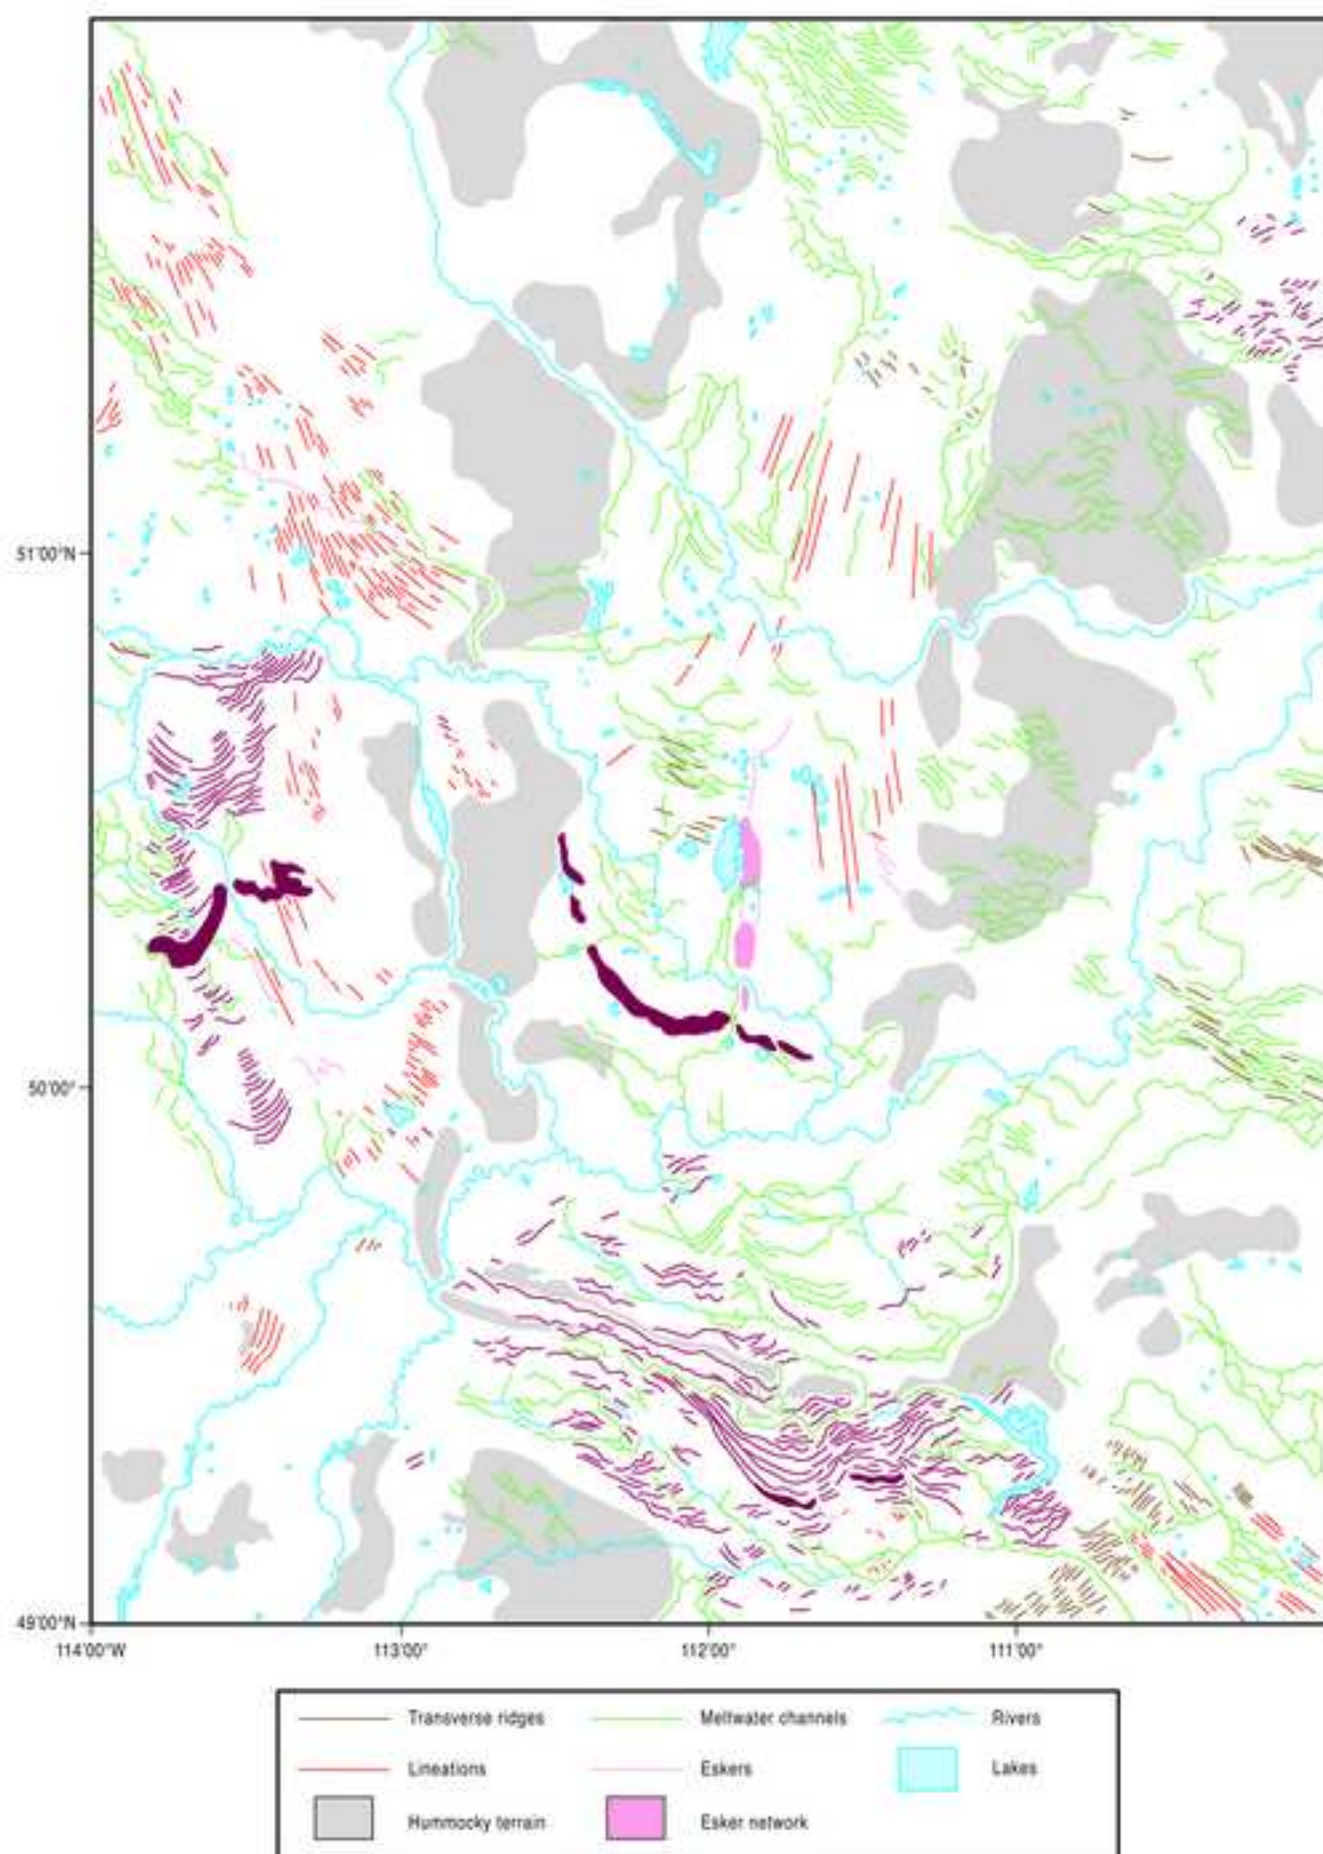 51'00"N
50'00"
49'00"N
114'00"W 113'00" 112'00" 111'00"
Transverse ridges Meltwater channels Rivers
Lineations Eskers Lakes
Hummocky terrain Esker network